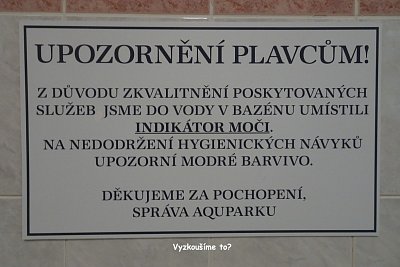 UPOZORNĚNÍ PLAVCŮM!
Z DŮVODU ZKVALITNĚNÍ POSKYTOVANÝCH
SLUŽEB JSME DO VODY V BAZÉNU UMÍSTILI
INDIKÁTOR MOČI.
NA NEDODRŽENÍ HYGIENICKÝCH NÁVYKŮ
UPOZORNÍ MODRÉ BARVIVO.
DĚKUJEME ZA POCHOPENÍ,
SPRÁVA AQUPARKU
Vyzkoušíme to?